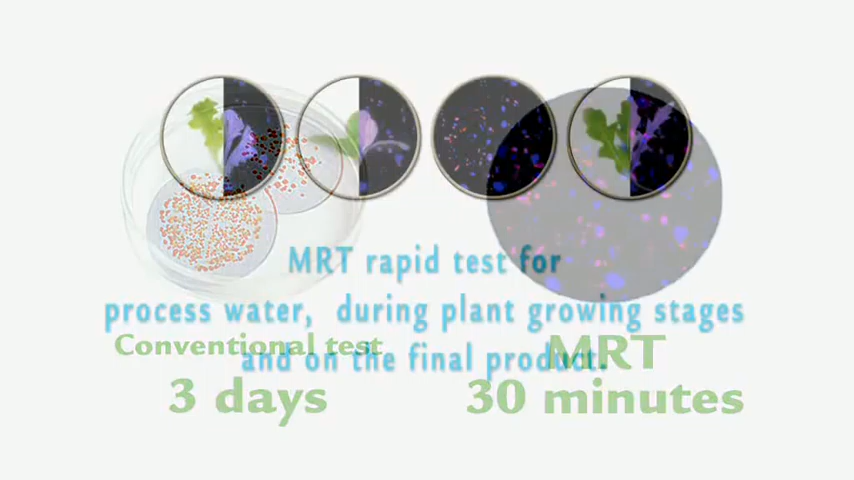 MRT rapid test for
process water, during plant growing stages
and on the final product.
Conventional test
3 days
MRT
30 minutes